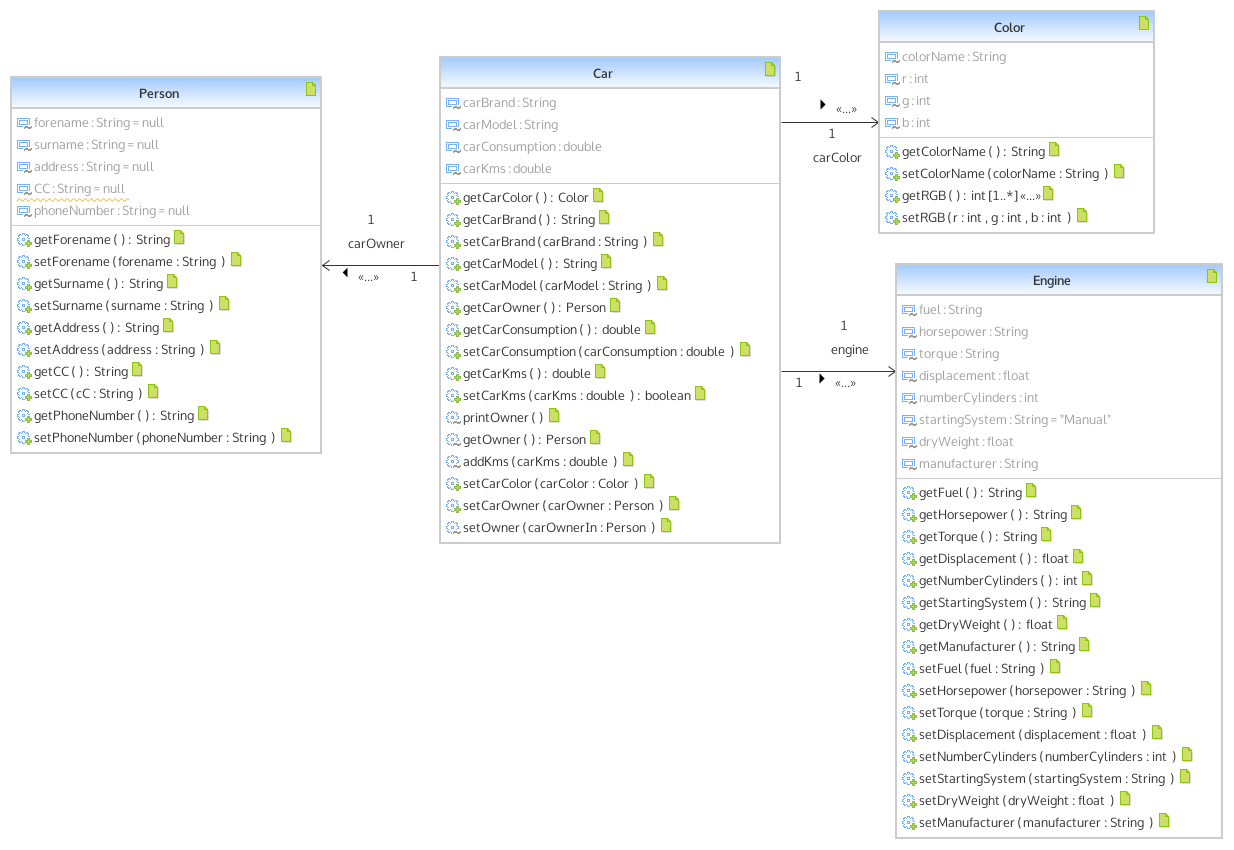 Person
forename : String = null
surname : String = null
address : String = null
CC : String = null
phoneNumber : String = null
getForename ( ) : String
setForename ( forename : String )
getSurname ( ) : String
setSurname ( surname : String )
getAddress ( ) : String
setAddress ( address : String )
getCC ( ) : String
setCC ( cC : String )
getPhoneNumber ( ) : String
setPhoneNumber ( phoneNumber : String )
1
carOwner
«...»
1
Car
carBrand : String
carModel : String
carConsumption : double
carKms : double
getCarColor ( ) : Color
getCarBrand ( ) : String
setCarBrand ( carBrand : String )
getCarModel ( ) : String
setCarModel ( carModel : String )
getCarOwner ( ) : Person
getCarConsumption ( ) : double
setCarConsumption ( carConsumption : double )
getCarKms ( ) : double
setCarKms ( carKms : double ) : boolean
printOwner ( )
getOwner ( ) : Person
addKms ( carKms : double )
setCarColor ( carColor : Color )
setCarOwner ( carOwner : Person )
setOwner ( carOwnerIn : Person )
1
«...»
1
carColor
Color
colorName : String
r : int
g : int
b : int
getColorName ( ) : String
setColorName ( colorName : String )
getRGB ( ) : int [1..*] «...»
setRGB ( r : int , g : int , b : int )
1
engine
1
«...»
Engine
fuel : String
horsepower : String
torque : String
displacement : float
numberCylinders : int
startingSystem : String = "Manual"
dryWeight : float
manufacturer : String
getFuel ( ) : String
getHorsepower ( ) : String
getTorque ( ) : String
getDisplacement ( ) : float
getNumberCylinders ( ) : int
getStartingSystem ( ) : String
getDryWeight ( ) : float
getManufacturer ( ) : String
setFuel ( fuel : String )
setHorsepower ( horsepower : String )
setTorque ( torque : String )
setDisplacement ( displacement : float )
setNumberCylinders ( numberCylinders : int )
setStartingSystem ( startingSystem : String )
setDryWeight ( dryWeight : float )
setManufacturer ( manufacturer : String )